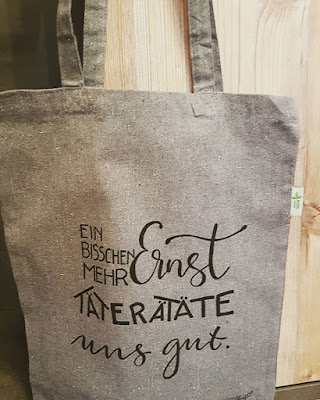 EIN
BISSCHEN
MEHR Ernst
TÄTERÄTÄTE
uns gut.